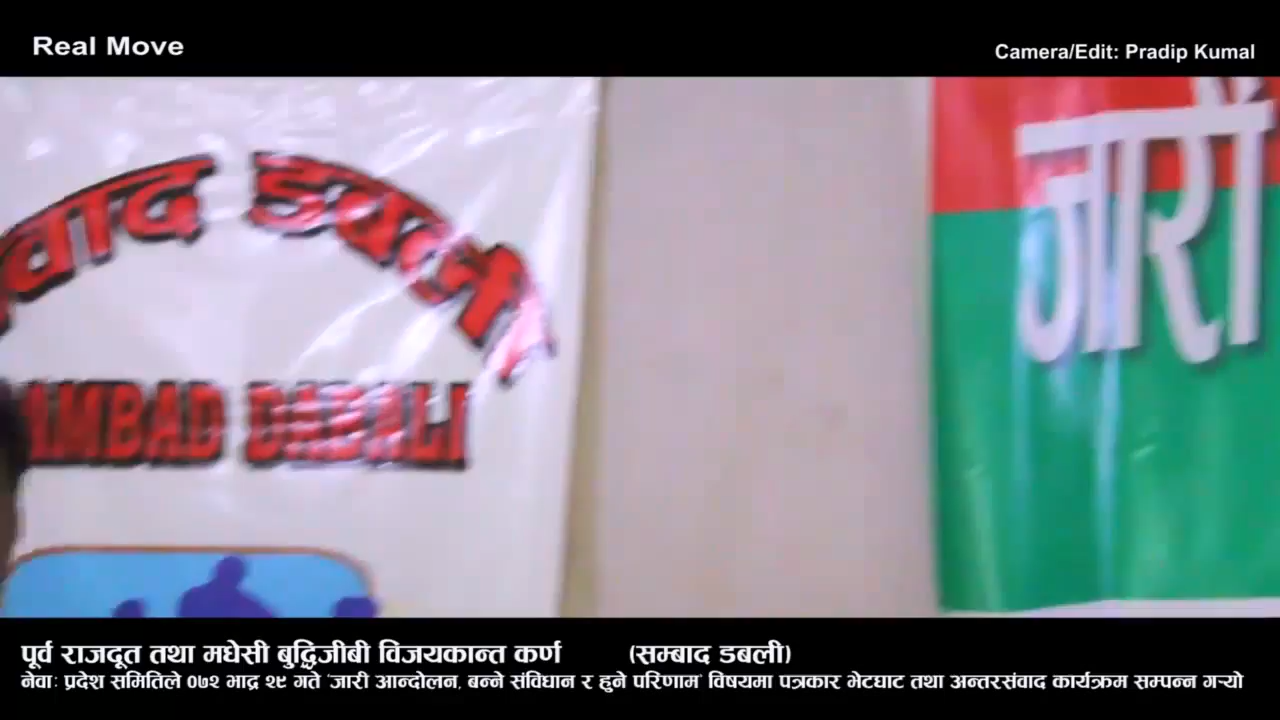 Real Move
Camera/Edit: Pradip Kumal
वाद डबली
AMBAD DABALI
जारी
पूर्व राजदूत तथा मधेसी बुद्धिजीबी विजयकान्त कर्ण (सम्बाद डबली)
नेवाः प्रदेश समितिले ०७२ भाद्र २९ गते 'जारी आन्दोलन, बन्ने संविधान र हुने परिणाम' विषयमा पत्रकार भेटघाट तथा अन्तरसंवाद कार्यक्रम सम्पन्न गर्‍यो